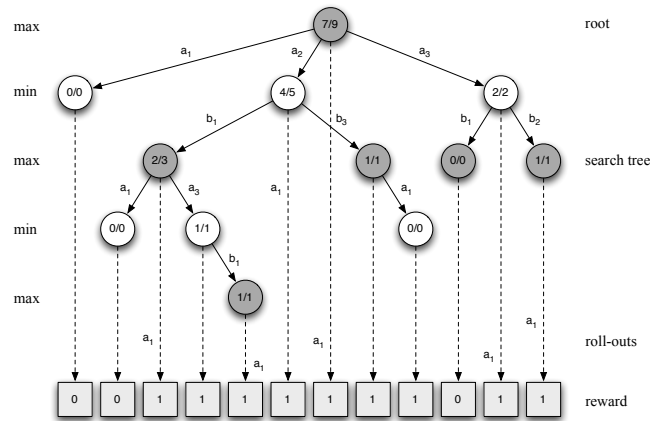 max 7/9 root
a1 a2 a3
min 0/0 4/5 2/2
b1 b3 b1 b2
max 2/3 1/1 0/0 1/1 search tree
a1 a3 a1 a1
min 0/0 1/1 0/0
b1
max 1/1
a1 a1 a1 a1 a1 roll-outs
0 0 1 1 1 1 1 1 1 0 1 1 reward